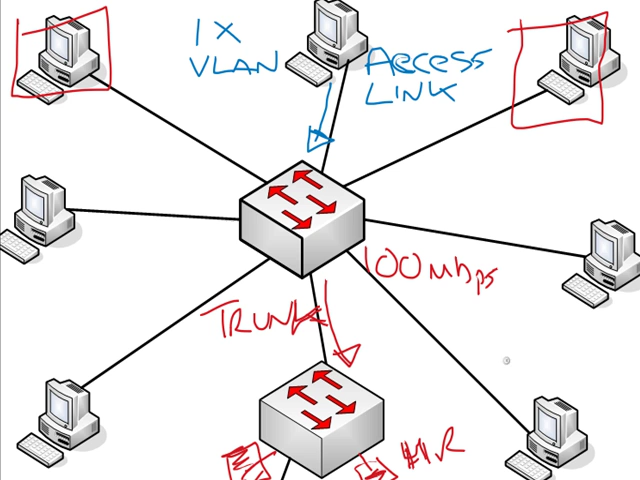 1X
VLAN
ACCESS
LINK
100Mbps
TRUNK